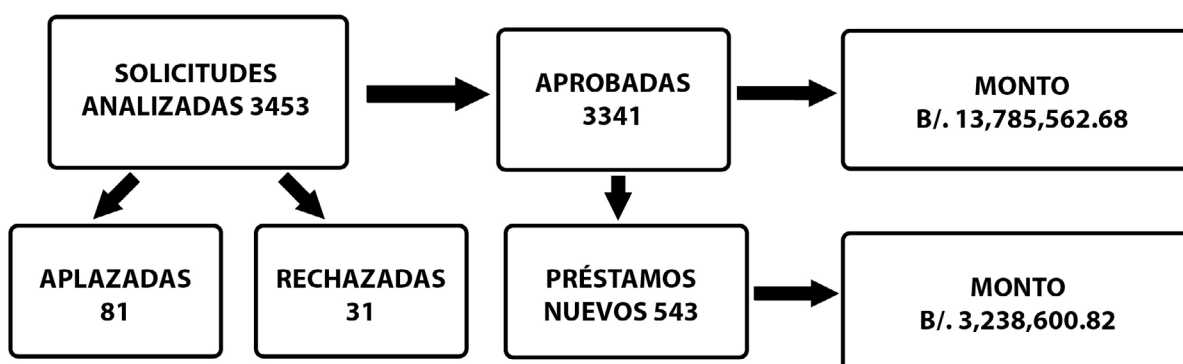 SOLICITUDES
ANALIZADAS 3453
APROBADAS
3341
MONTO
B/. 13,785,562.68
APLAZADAS
81
RECHAZADAS
31
PRÉSTAMOS
NUEVOS 543
MONTO
B/. 3,238,600.82